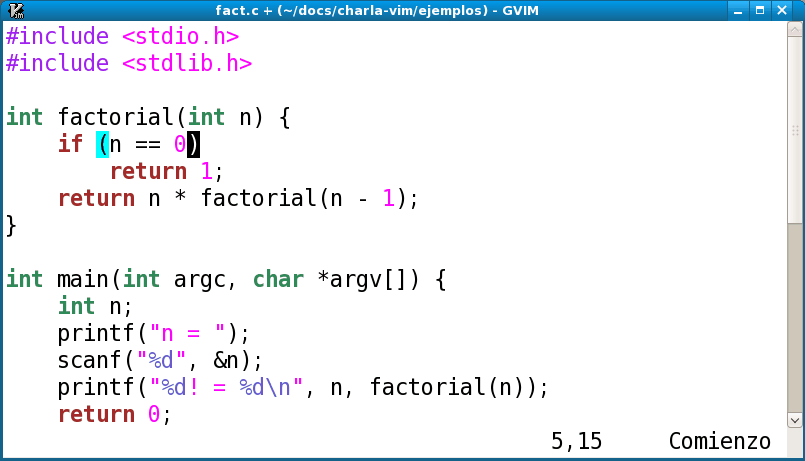 fact.c + (~/docs/charla-vim/ejemplos) - GVIM
#include <stdio.h>
#include <stdlib.h>
int factorial(int n) {
    if (n == 0)
        return 1;
    return n * factorial(n - 1);
}
int main(int argc, char *argv[]) {
    int n;
    printf("n = ");
    scanf("%d", &n);
    printf("%d! = %d\n", n, factorial(n));
    return 0;
5,15 Comienzo